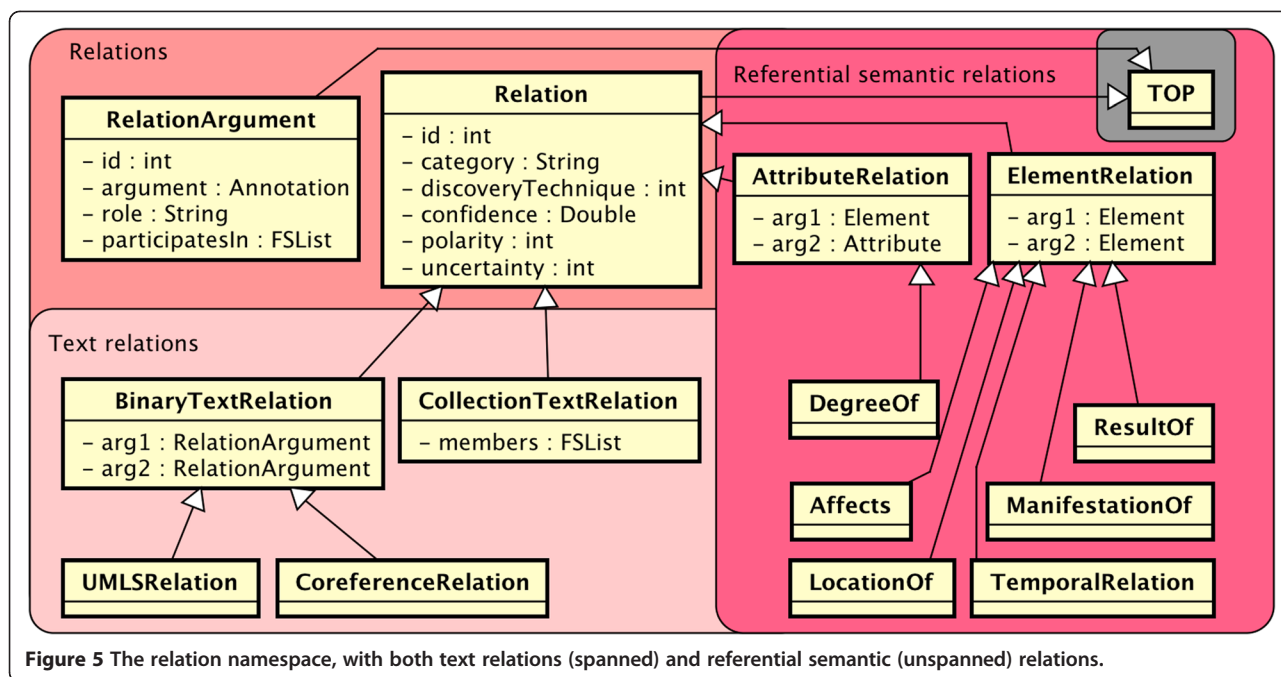 Relations
RelationArgument
– id : int
– argument : Annotation
– role : String
– participatesIn : FSList
Relation
– id : int
– category : String
– discoveryTechnique : int
– confidence : Double
– polarity : int
– uncertainty : int
Referential semantic relations
TOP
AttributeRelation
– arg1 : Element
– arg2 : Attribute
ElementRelation
– arg1 : Element
– arg2 : Element
Text relations
BinaryTextRelation
– arg1 : RelationArgument
– arg2 : RelationArgument
CollectionTextRelation
– members : FSList
UMLSRelation
CoreferenceRelation
DegreeOf
ResultOf
Affects
ManifestationOf
LocationOf
TemporalRelation
Figure 5 The relation namespace, with both text relations (spanned) and referential semantic (unspanned) relations.